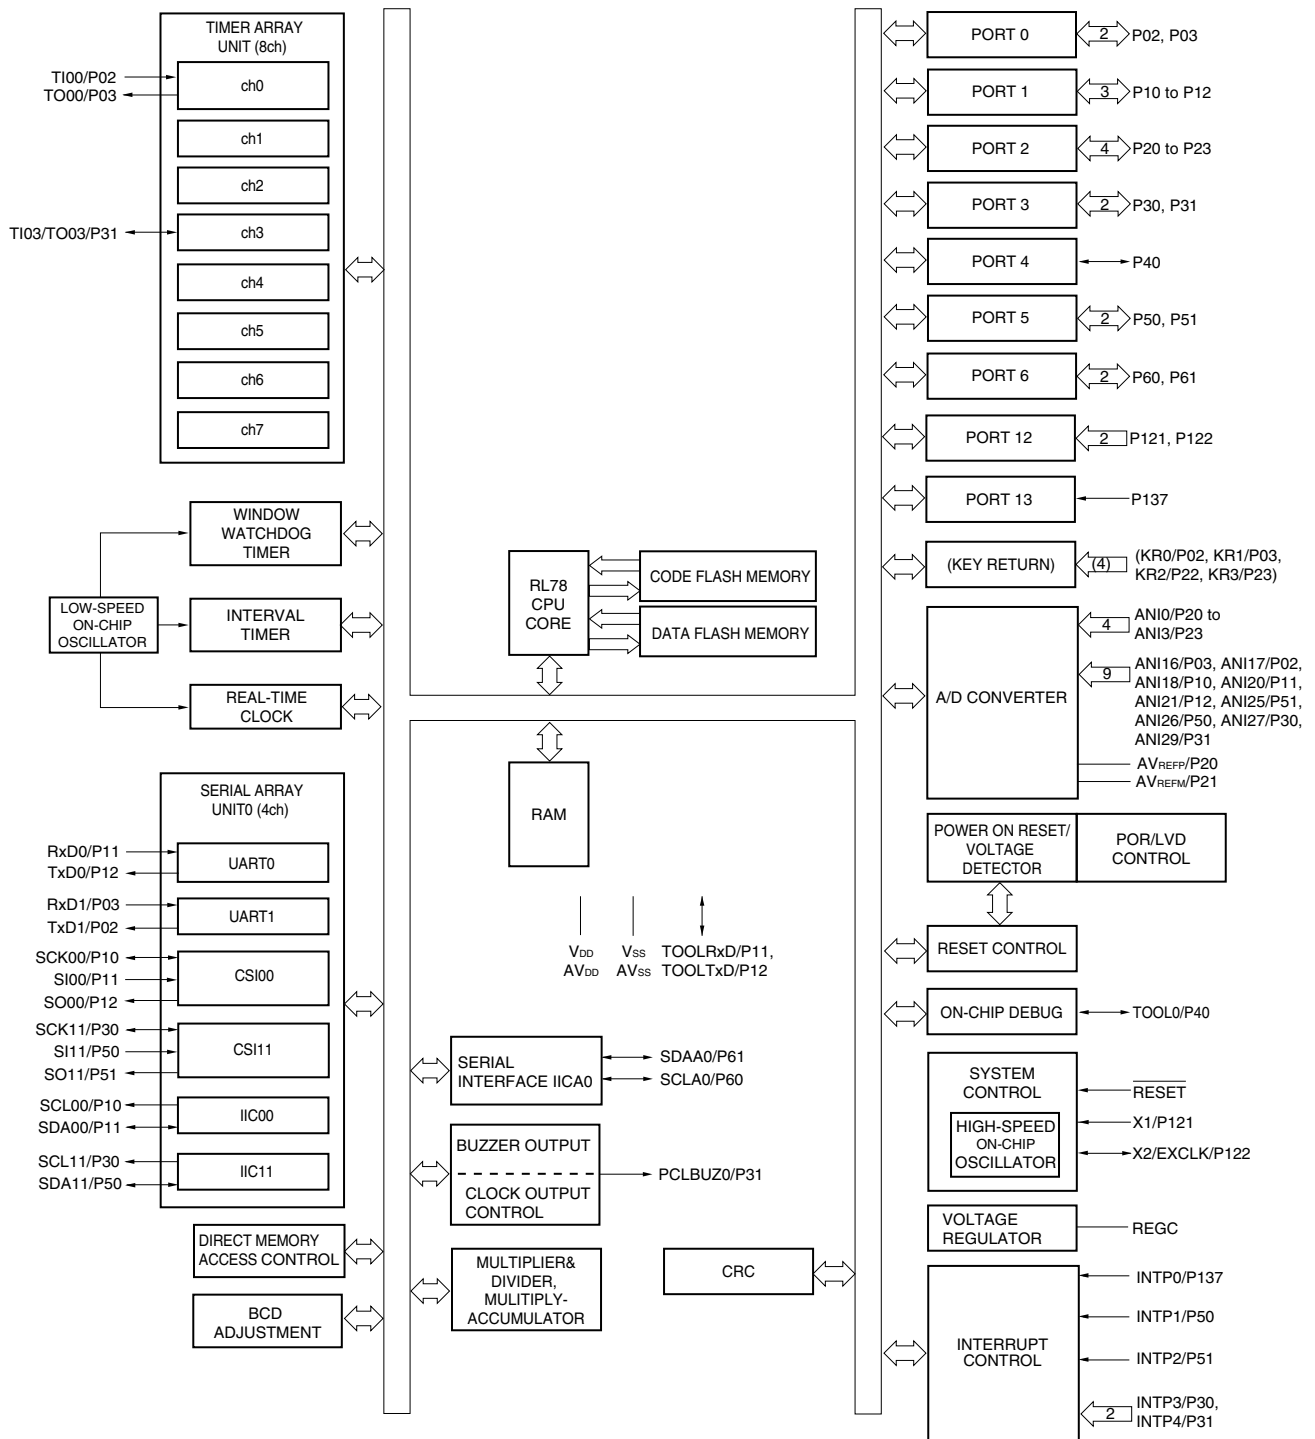 TIMER ARRAY
UNIT (8ch)
TI00/P02
TO00/P03
ch0
ch1
ch2
TI03/TO03/P31
ch3
ch4
ch5
ch6
ch7
WINDOW
WATCHDOG
TIMER
LOW-SPEED
ON-CHIP
OSCILLATOR
INTERVAL
TIMER
REAL-TIME
CLOCK
SERIAL ARRAY
UNIT0 (4ch)
RxD0/P11
TxD0/P12
UART0
RxD1/P03
TxD1/P02
UART1
SCK00/P10
SI00/P11
SO00/P12
CSI00
SCK11/P30
SI11/P50
SO11/P51
CSI11
SCL00/P10
SDA00/P11
IIC00
SCL11/P30
SDA11/P50
IIC11
DIRECT MEMORY
ACCESS CONTROL
BCD
ADJUSTMENT
RL78
CPU
CORE
CODE FLASH MEMORY
DATA FLASH MEMORY
RAM
VDD
AVDD
VSS
AVSS
TOOLRxD/P11,
TOOLTxD/P12
SERIAL
INTERFACE IICA0
SDAA0/P61
SCLA0/P60
BUZZER OUTPUT
CLOCK OUTPUT
CONTROL
PCLBUZ0/P31
MULTIPLIER&
DIVIDER,
MULITIPLY-
ACCUMULATOR
CRC
PORT 0
2
P02, P03
PORT 1
3
P10 to P12
PORT 2
4
P20 to P23
PORT 3
2
P30, P31
PORT 4
P40
PORT 5
2
P50, P51
PORT 6
2
P60, P61
PORT 12
2
P121, P122
PORT 13
P137
(KEY RETURN)
(4)
(KR0/P02, KR1/P03,
KR2/P22, KR3/P23)
A/D CONVERTER
4
ANI0/P20 to
ANI3/P23
9
ANI16/P03, ANI17/P02,
ANI18/P10, ANI20/P11,
ANI21/P12, ANI25/P51,
ANI26/P50, ANI27/P30,
ANI29/P31
AVREFP/P20
AVREFM/P21
POWER ON RESET/
VOLTAGE
DETECTOR
POR/LVD
CONTROL
RESET CONTROL
ON-CHIP DEBUG
TOOL0/P40
SYSTEM
CONTROL
HIGH-SPEED
ON-CHIP
OSCILLATOR
RESET
X1/P121
X2/EXCLK/P122
VOLTAGE
REGULATOR
REGC
INTERRUPT
CONTROL
INTP0/P137
INTP1/P50
INTP2/P51
2
INTP3/P30,
INTP4/P31